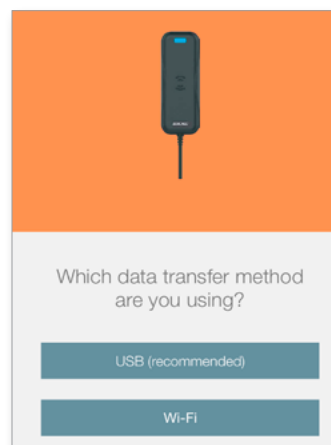 Which data transfer method
are you using?
USB (recommended)
Wi-Fi